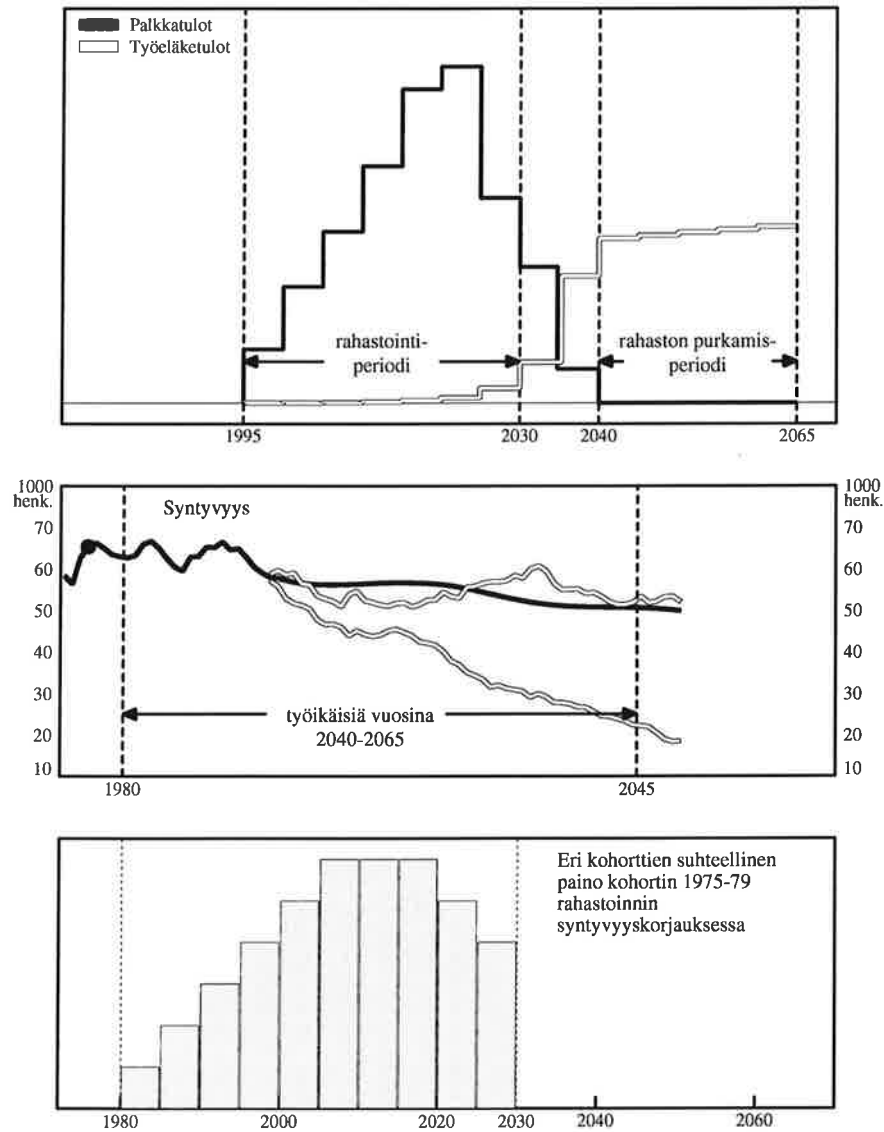 Palkkatulot
Työeläketulot
rahastointi-
periodi
rahaston purkamis-
periodi
1995
2030
2040
2065
1000
henk.
70
60
50
40
30
20
10
Syntyvyys
työikäisiä vuosina
2040-2065
1000
henk.
70
60
50
40
30
20
10
1980
2045
Eri kohorttien suhteellinen
paino kohortin 1975-79
rahastoinnin
syntyvyyskorjauksessa
1980
2000
2020
2030
2040
2060